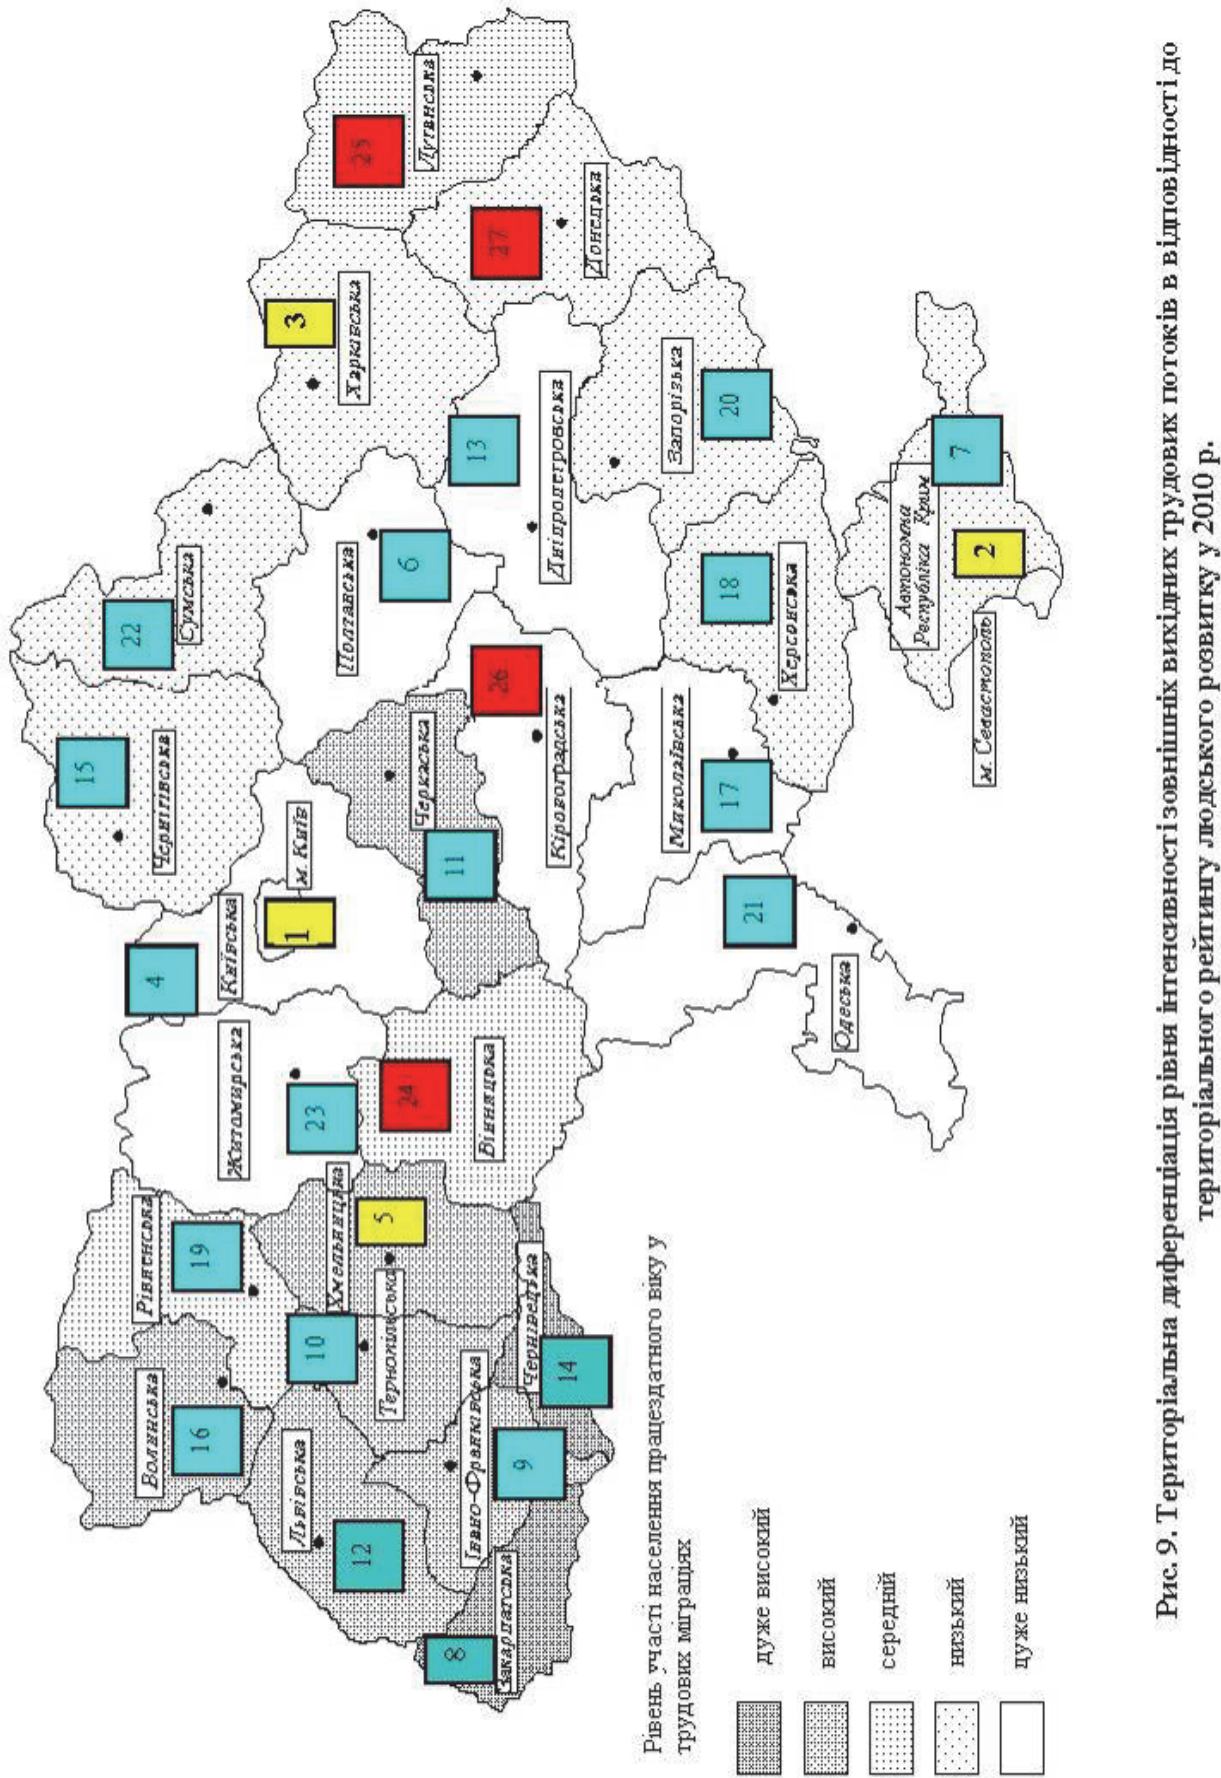 Волинська
16
Рівненська
19
Житомирська
23
4
Київська
м. Київ
1
15
Чернігівська
22
Сумська
Полтавська
6
3
Харківська
25
Луганська
27
Донецька
13
Дніпропетровська
Запорізька
20
18
Херсонська
Автономна
Республіка Крим
7
2
м. Севастополь
Миколаївська
17
21
Одеська
26
Кіровоградська
Черкаська
11
24
Вінницька
Хмельницька
5
10
Тернопільська
Львівська
12
Івано-Франківська
9
Чернівецька
14
8
Закарпатська
Рівень участі населення працездатного віку у
трудових міграціях
дуже високий
високий
середній
низький
дуже низький
Рис. 9. Територіальна диференціація рівня інтенсивності зовнішніх вихідних трудових потоків в відповідності до
територіального рейтингу людського розвитку у 2010 р.